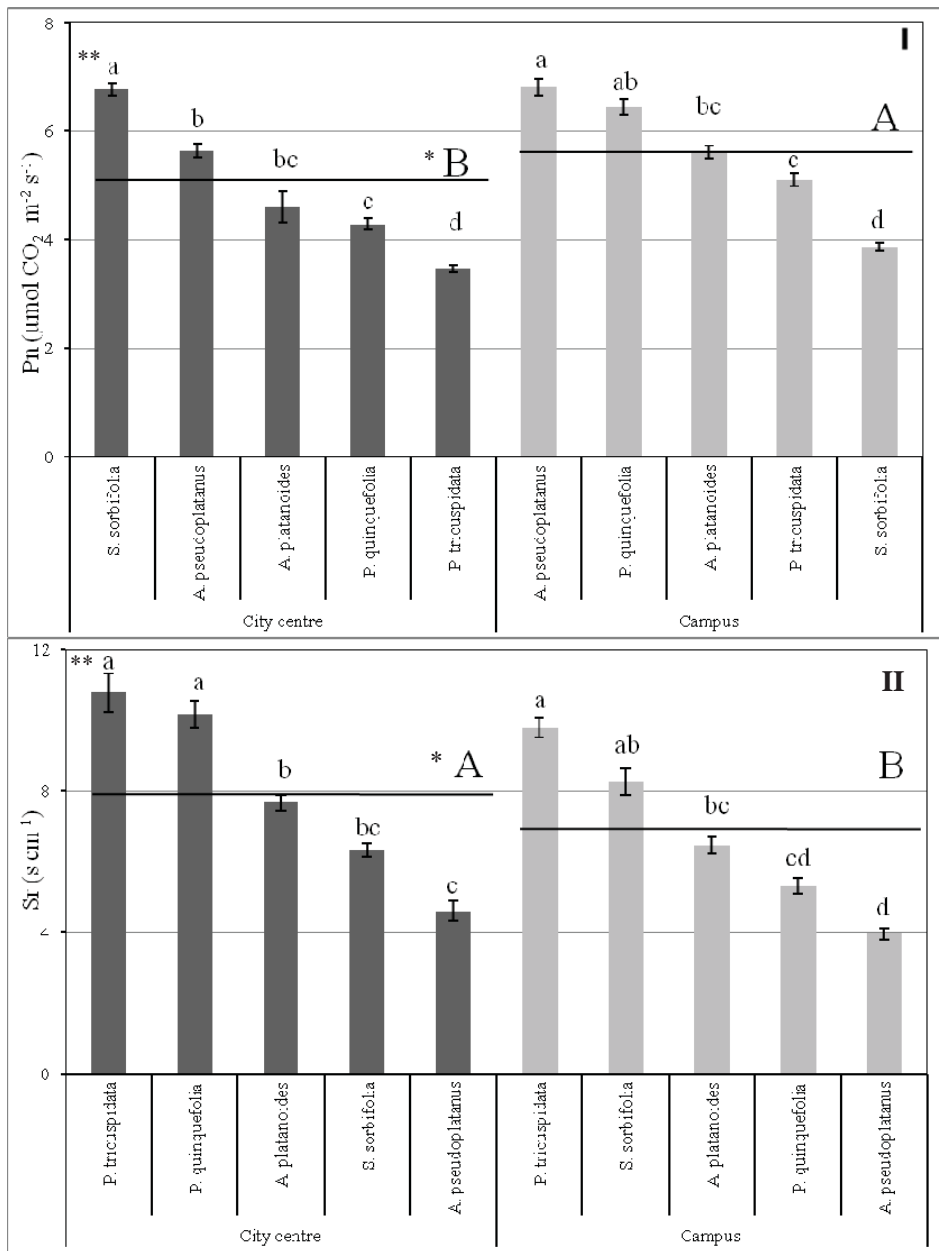 8
I
** a
a
ab
b
bc
A
bc
* B
c
c
d
d
6
4
2
0
Pn (umol CO2 m-2 s-1)
S. sorbifolia
A. pseudoplatanus
A. platanoides
P. quinquefolia
P. tricuspidata
A. pseudoplatanus
P. quinquefolia
A. platanoides
P. tricuspidata
S. sorbifolia
City centre
Campus
12
** a
II
a
a
ab
* A
B
b
bc
bc
cd
c
d
8
4
0
Sr (s cm-1)
P. tricuspidata
P. quinquefolia
A. platanoides
S. sorbifolia
A. pseudoplatanus
P. tricuspidata
S. sorbifolia
A. platanoides
P. quinquefolia
A. pseudoplatanus
City centre
Campus